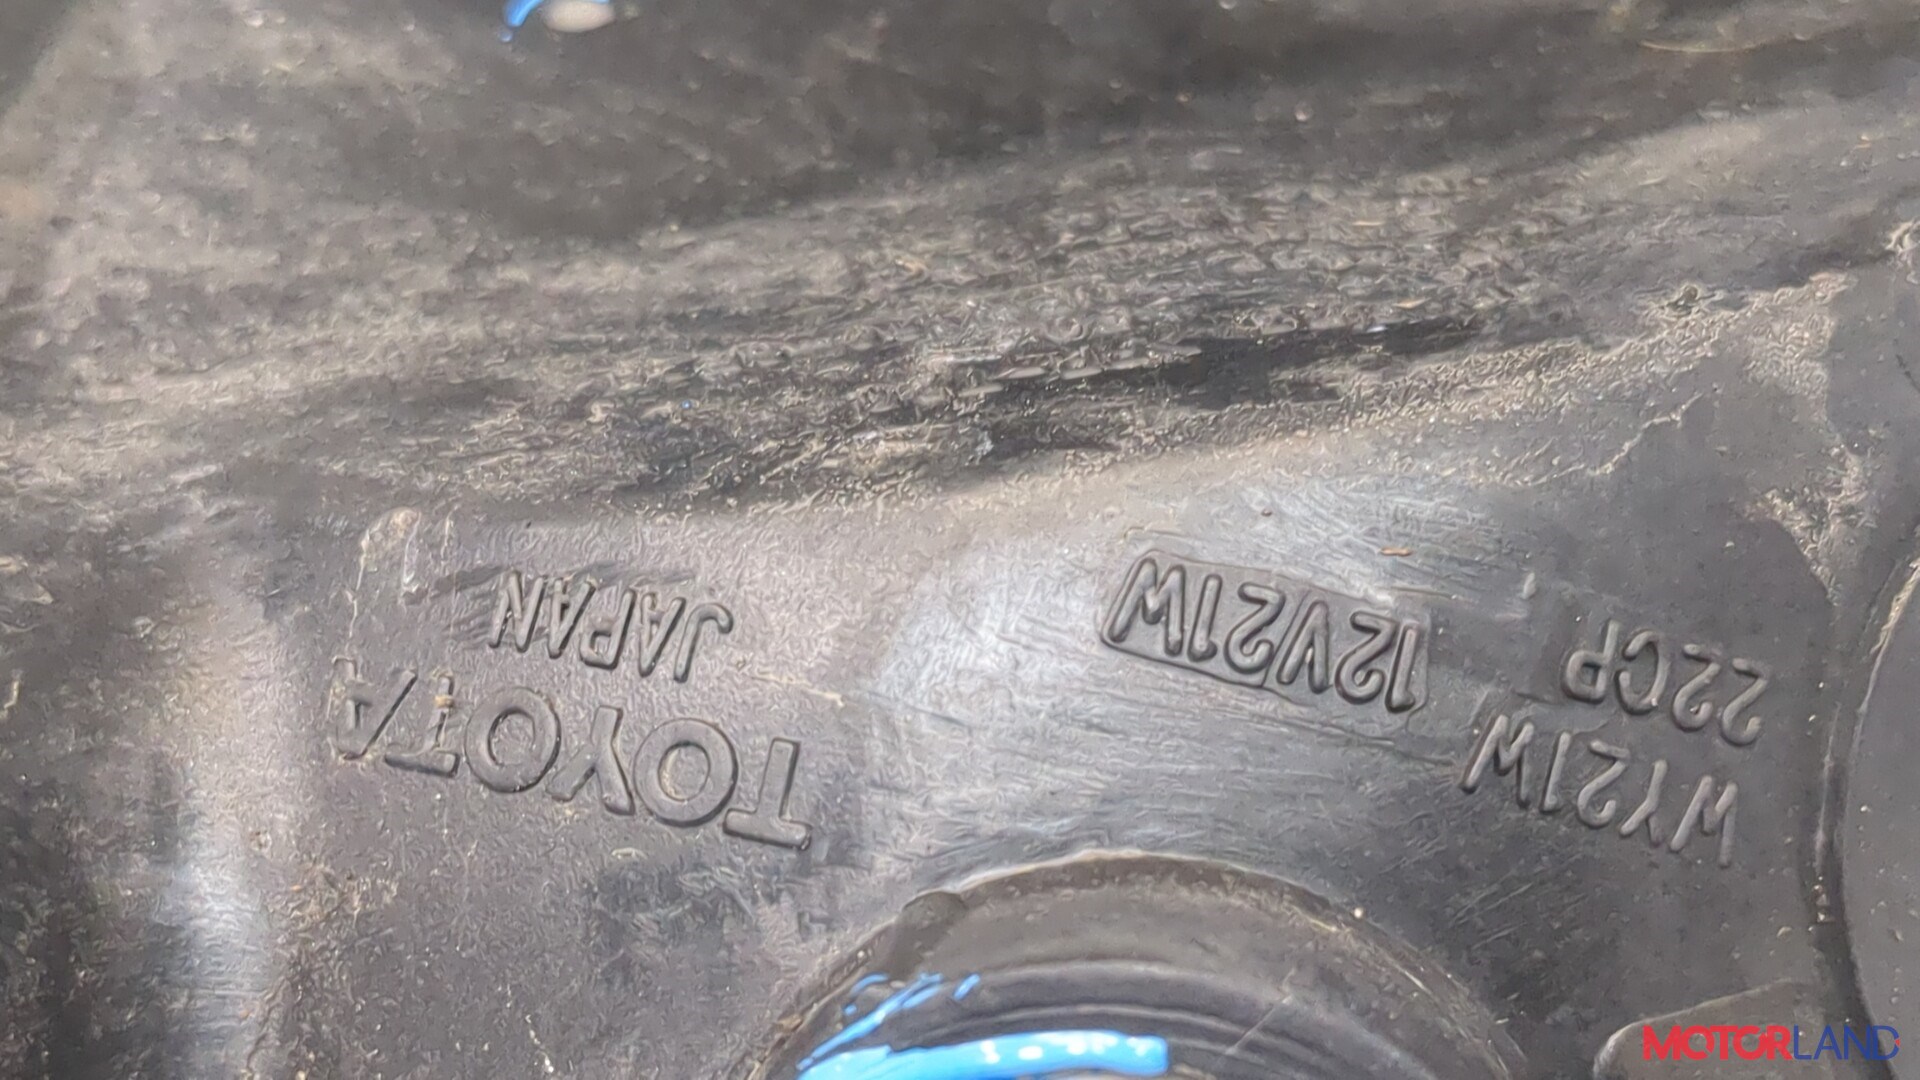 TOYOTA
JAPAN
WY21W
22CP
12V21W
MOTORLAND